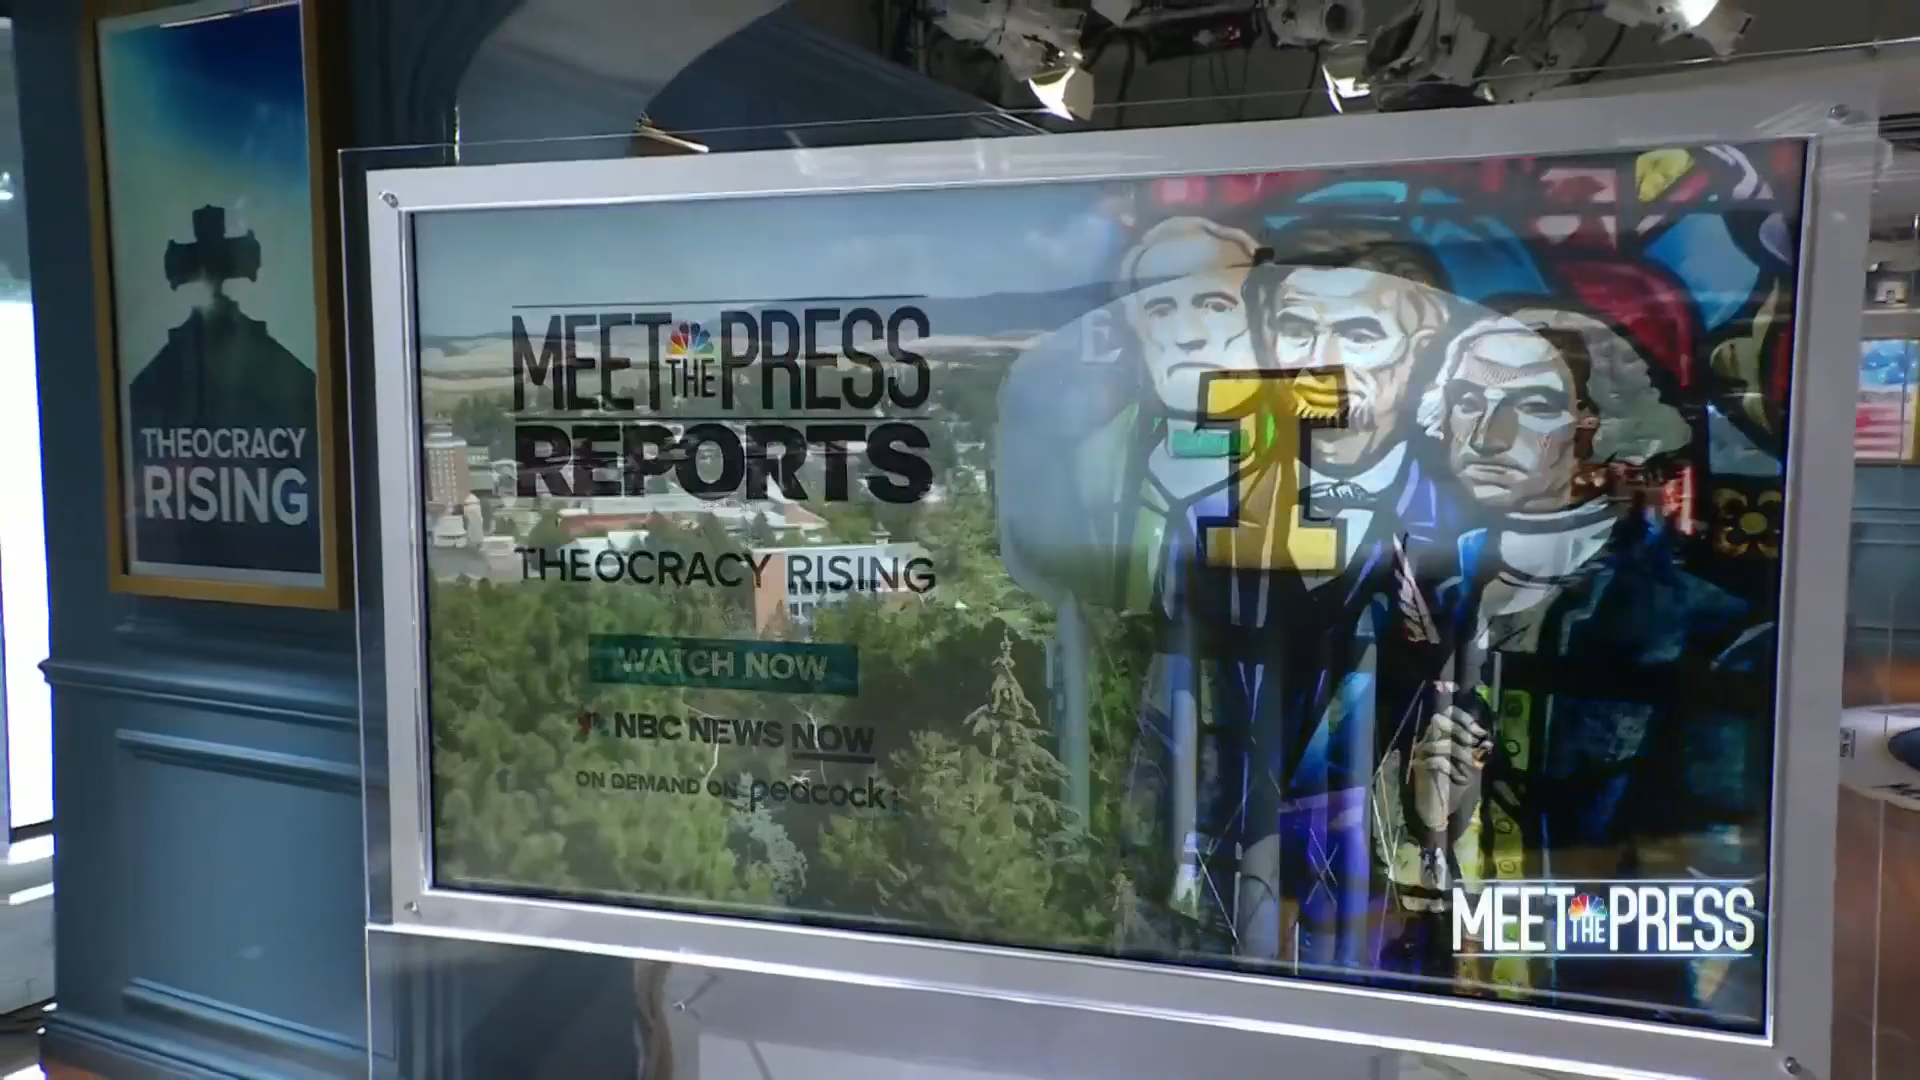 THEOCRACY
RISING
MEET THE PRESS
REPORTS
THEOCRACY RISING
WATCH NOW
NBC NEWS NOW
ON DEMAND ON peacock
I
MEET THE PRESS